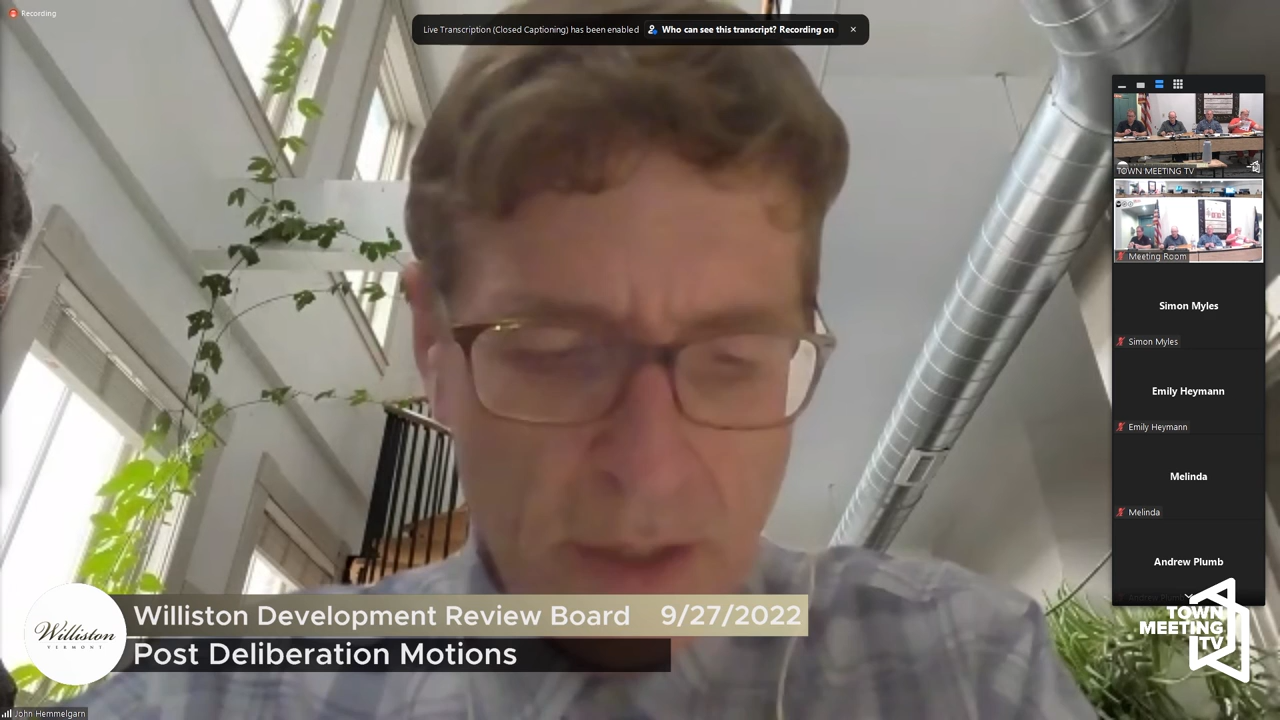 Recording
Live Transcription (Closed Captioning) has been enabled
Who can see this transcript? Recording on
TOWN MEETING TV
Meeting Room
Simon Myles
Simon Myles
Emily Heymann
Emily Heymann
Melinda
Melinda
Andrew Plumb
Andrew Plumb
TOWN
MEETING
TV
Williston
VERMONT
Williston Development Review Board 9/27/2022
Post Deliberation Motions
John Hemmelgarn